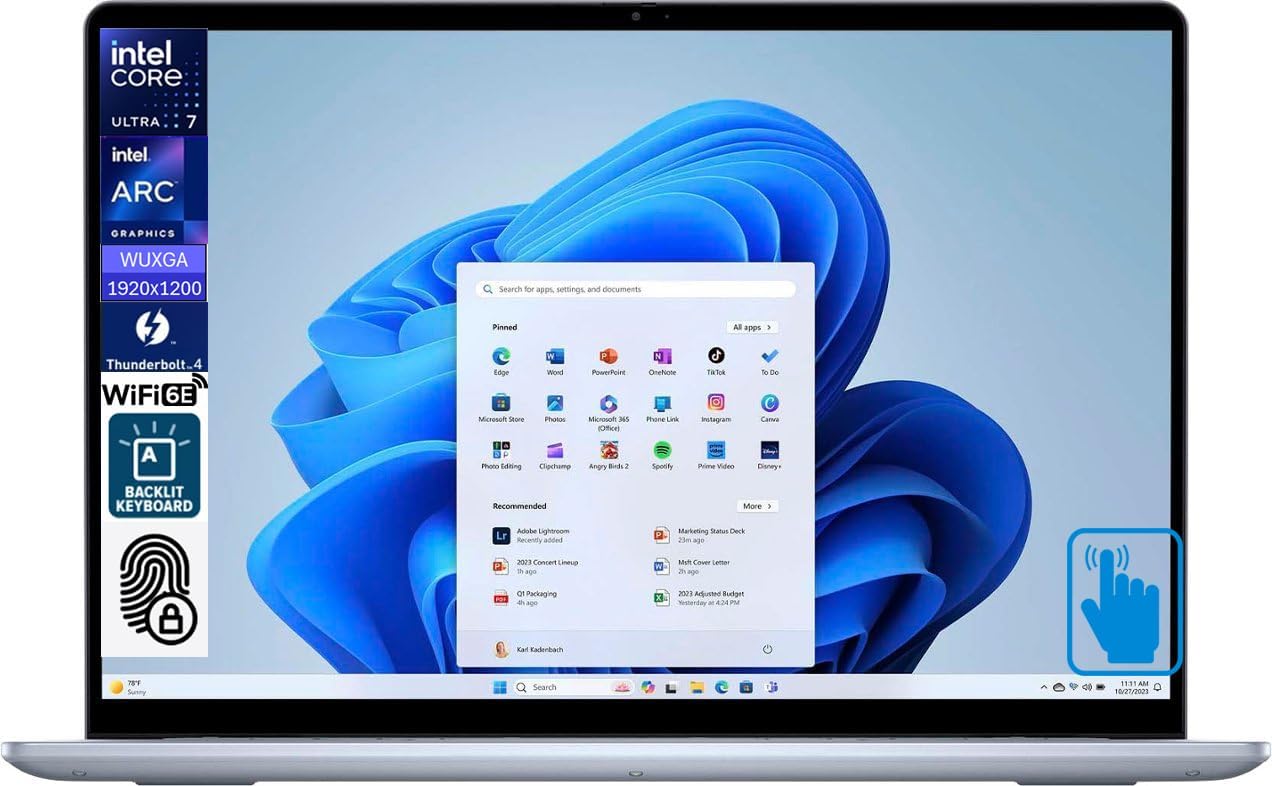 intel
CORE
ULTRA 7
intel
ARC™
GRAPHICS
WUXGA
1920x1200
Thunderbolt™4
WiFi 6E
A
BACKLIT
KEYBOARD
Search for apps, settings, and documents
Pinned
All apps >
Edge
Word
PowerPoint
OneNote
TikTok
To Do
Microsoft Store
Photos
Microsoft 365
(Office)
Phone Link
Instagram
Canva
Photo Editing
Clipchamp
Angry Birds 2
Spotify
Prime Video
Disney+
Recommended
More >
Lr
Adobe Lightroom
Recently added
Marketing Status Deck
23m ago
2023 Concert Lineup
1h ago
Msft Cover Letter
2h ago
PDF
Q1 Packaging
4h ago
2023 Adjusted Budget
Yesterday at 4:24 PM
Karl Kadenbach
78°F
Sunny
Search
11:11 AM
10/27/2023